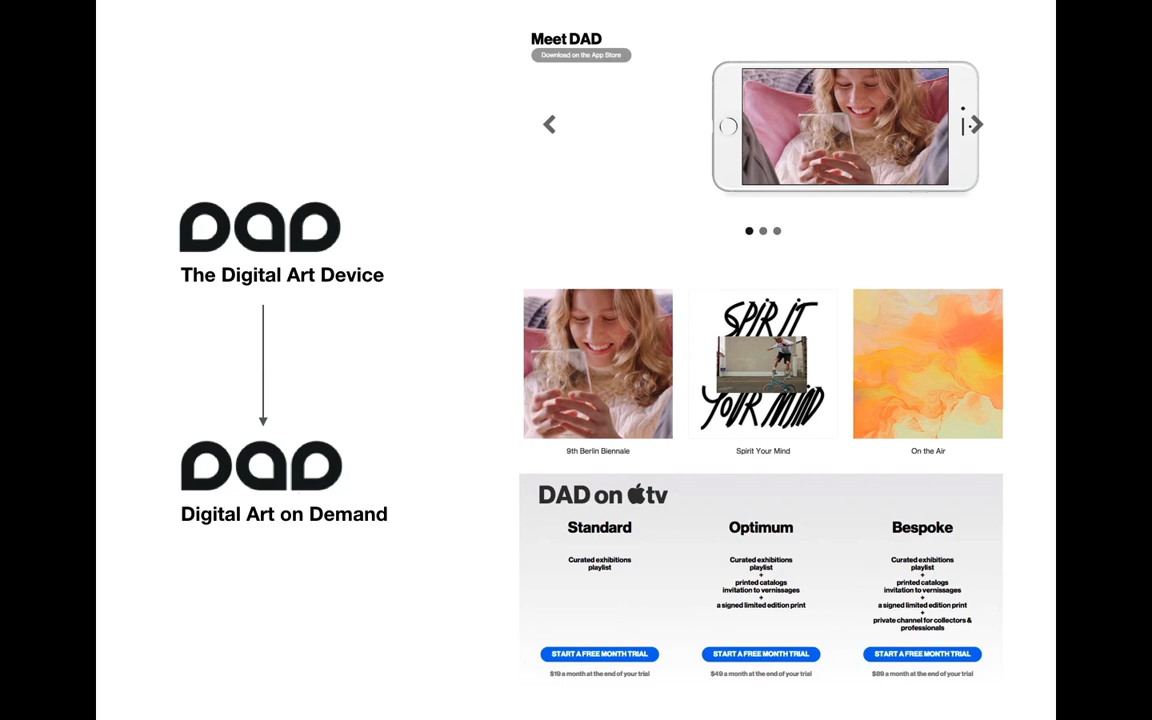 DAD
The Digital Art Device
DAD
Digital Art on Demand
Meet DAD
Download on the App Store
SPIRIT
YOUR MIND
9th Berlin Biennale
Spirit Your Mind
On the Air
DAD on tv
Standard
Curated exhibitions
playlist
START A FREE MONTH TRIAL
$19 a month at the end of your trial
Optimum
Curated exhibitions
playlist
+
printed catalogs
invitation to vernissages
+
a signed limited edition print
START A FREE MONTH TRIAL
$49 a month at the end of your trial
Bespoke
Curated exhibitions
playlist
+
printed catalogs
invitation to vernissages
+
a signed limited edition print
+
private channel for collectors &
professionals
START A FREE MONTH TRIAL
$89 a month at the end of your trial